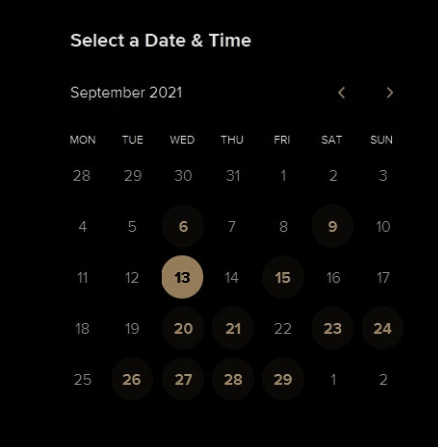 Select a Date & Time
September 2021
MON TUE WED THU FRI SAT SUN
28 29 30 31 1 2 3
4 5 6 7 8 9 10
11 12 13 14 15 16 17
18 19 20 21 22 23 24
25 26 27 28 29 1 2